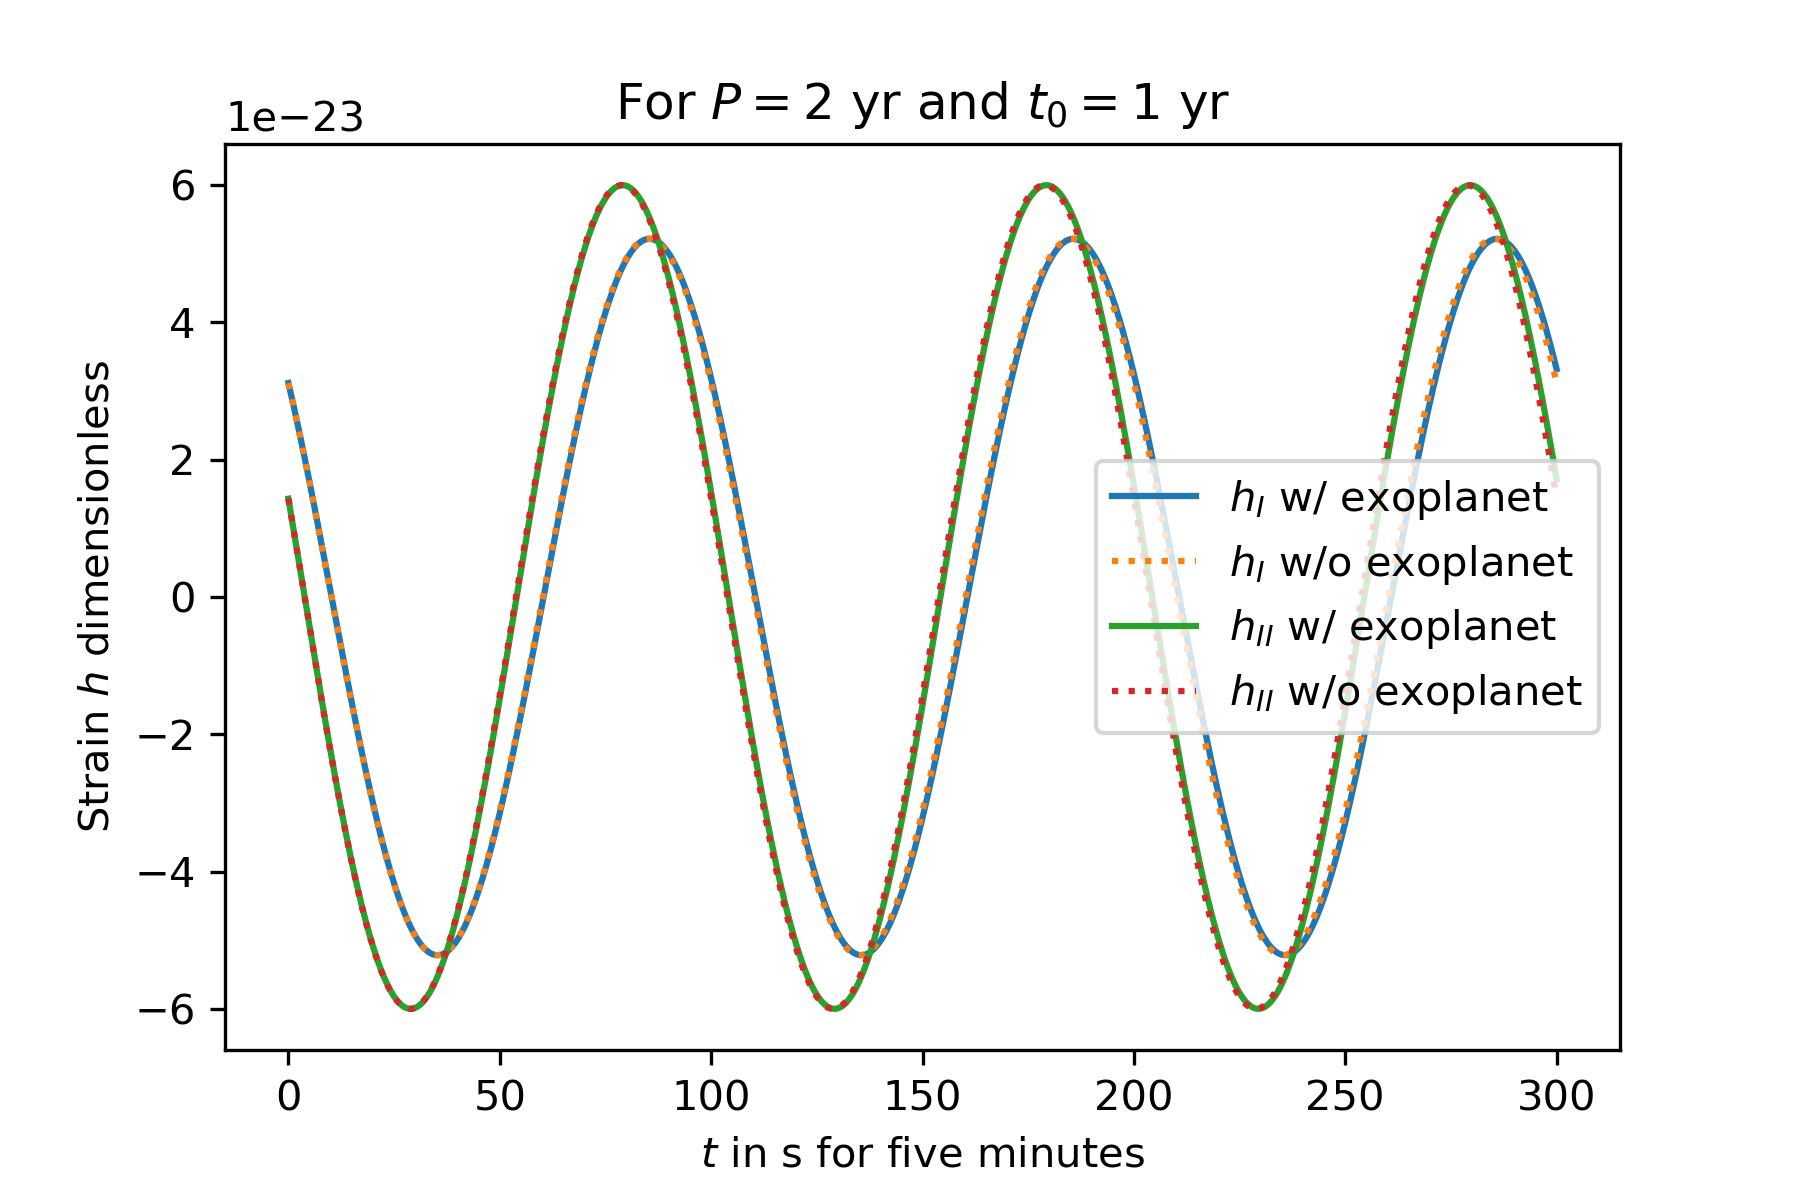 For P = 2 yr and t₀ = 1 yr
1e−23
6
4
2
0
−2
−4
−6
Strain h dimensionless
h_I w/ exoplanet
h_I w/o exoplanet
h_II w/ exoplanet
h_II w/o exoplanet
0 50 100 150 200 250 300
t in s for five minutes